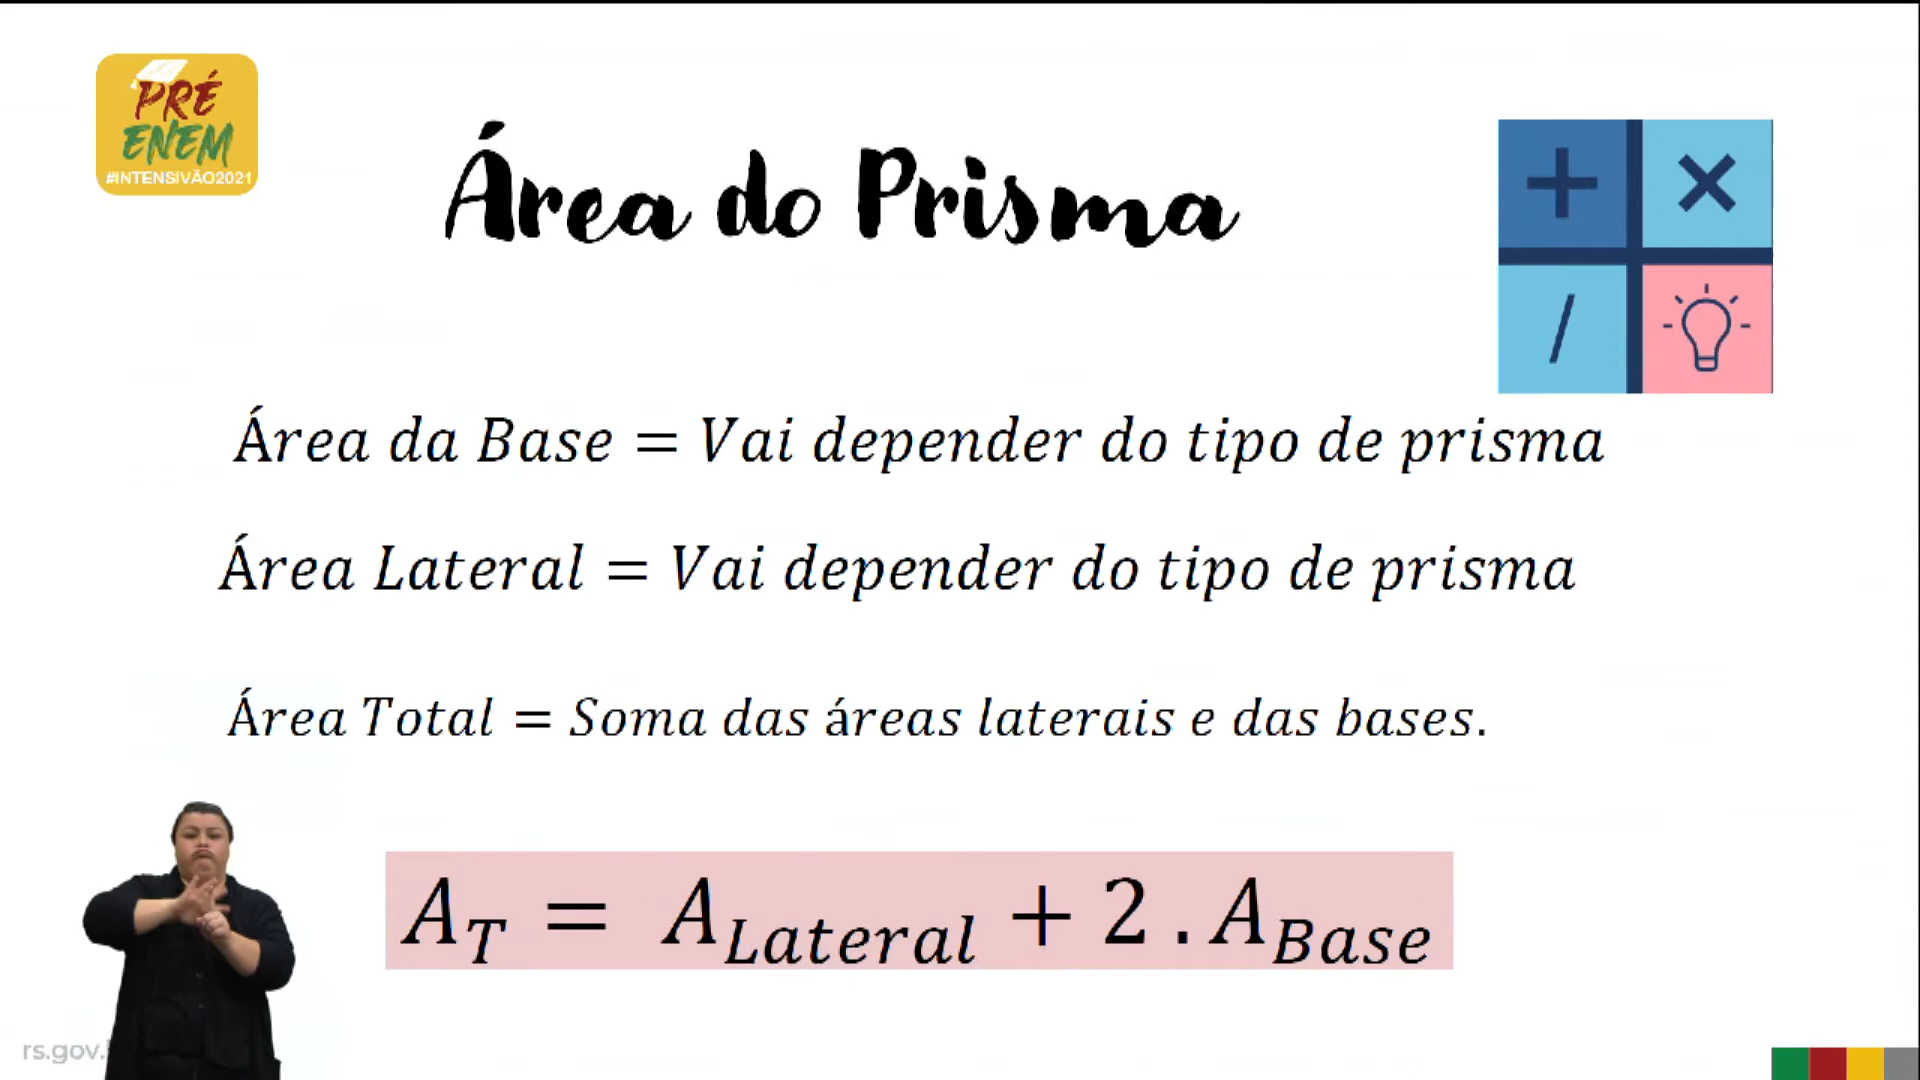 PRÉ
ENEM
#INTENSIVÃO2021
Área do Prisma
+ ×
/
Área da Base = Vai depender do tipo de prisma
Área Lateral = Vai depender do tipo de prisma
Área Total = Soma das áreas laterais e das bases.
A_T = A_Lateral + 2 . A_Base
rs.gov.